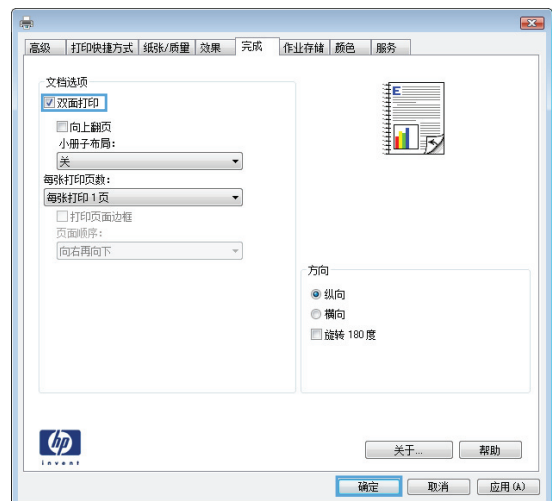 高级 打印快捷方式 纸张/质量 效果 完成 作业存储 颜色 服务
文档选项
双面打印
向上翻页
小册子布局：
关
每张打印页数：
每张打印 1 页
打印页面边框
页面顺序：
向右再向下
E
方向
纵向
横向
旋转 180 度
hp
invent
关于... 帮助
确定 取消 应用 (A)